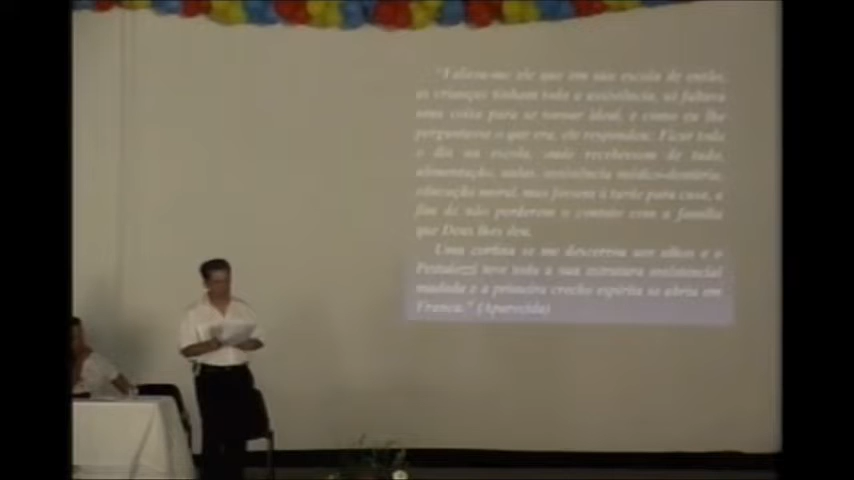 "Falava-me ele que em sua escola de então,
as crianças tinham toda a assistência, só faltava
uma coisa para se tornar ideal, e como eu lhe
perguntasse o que era, ele respondeu: Ficar todo
o dia na escola, onde recebessem de tudo,
alimentação, aulas, assistência médico-dentária,
educação moral, mas fossem à tarde para casa, a
fim de não perderem o contato com a família
que Deus lhes deu.
Uma cortina se me descerrou aos olhos e o
Pestalozzi teve toda a sua estrutura assistencial
mudada e a primeira creche espírita se abriu em
Franca." (Aparecida)